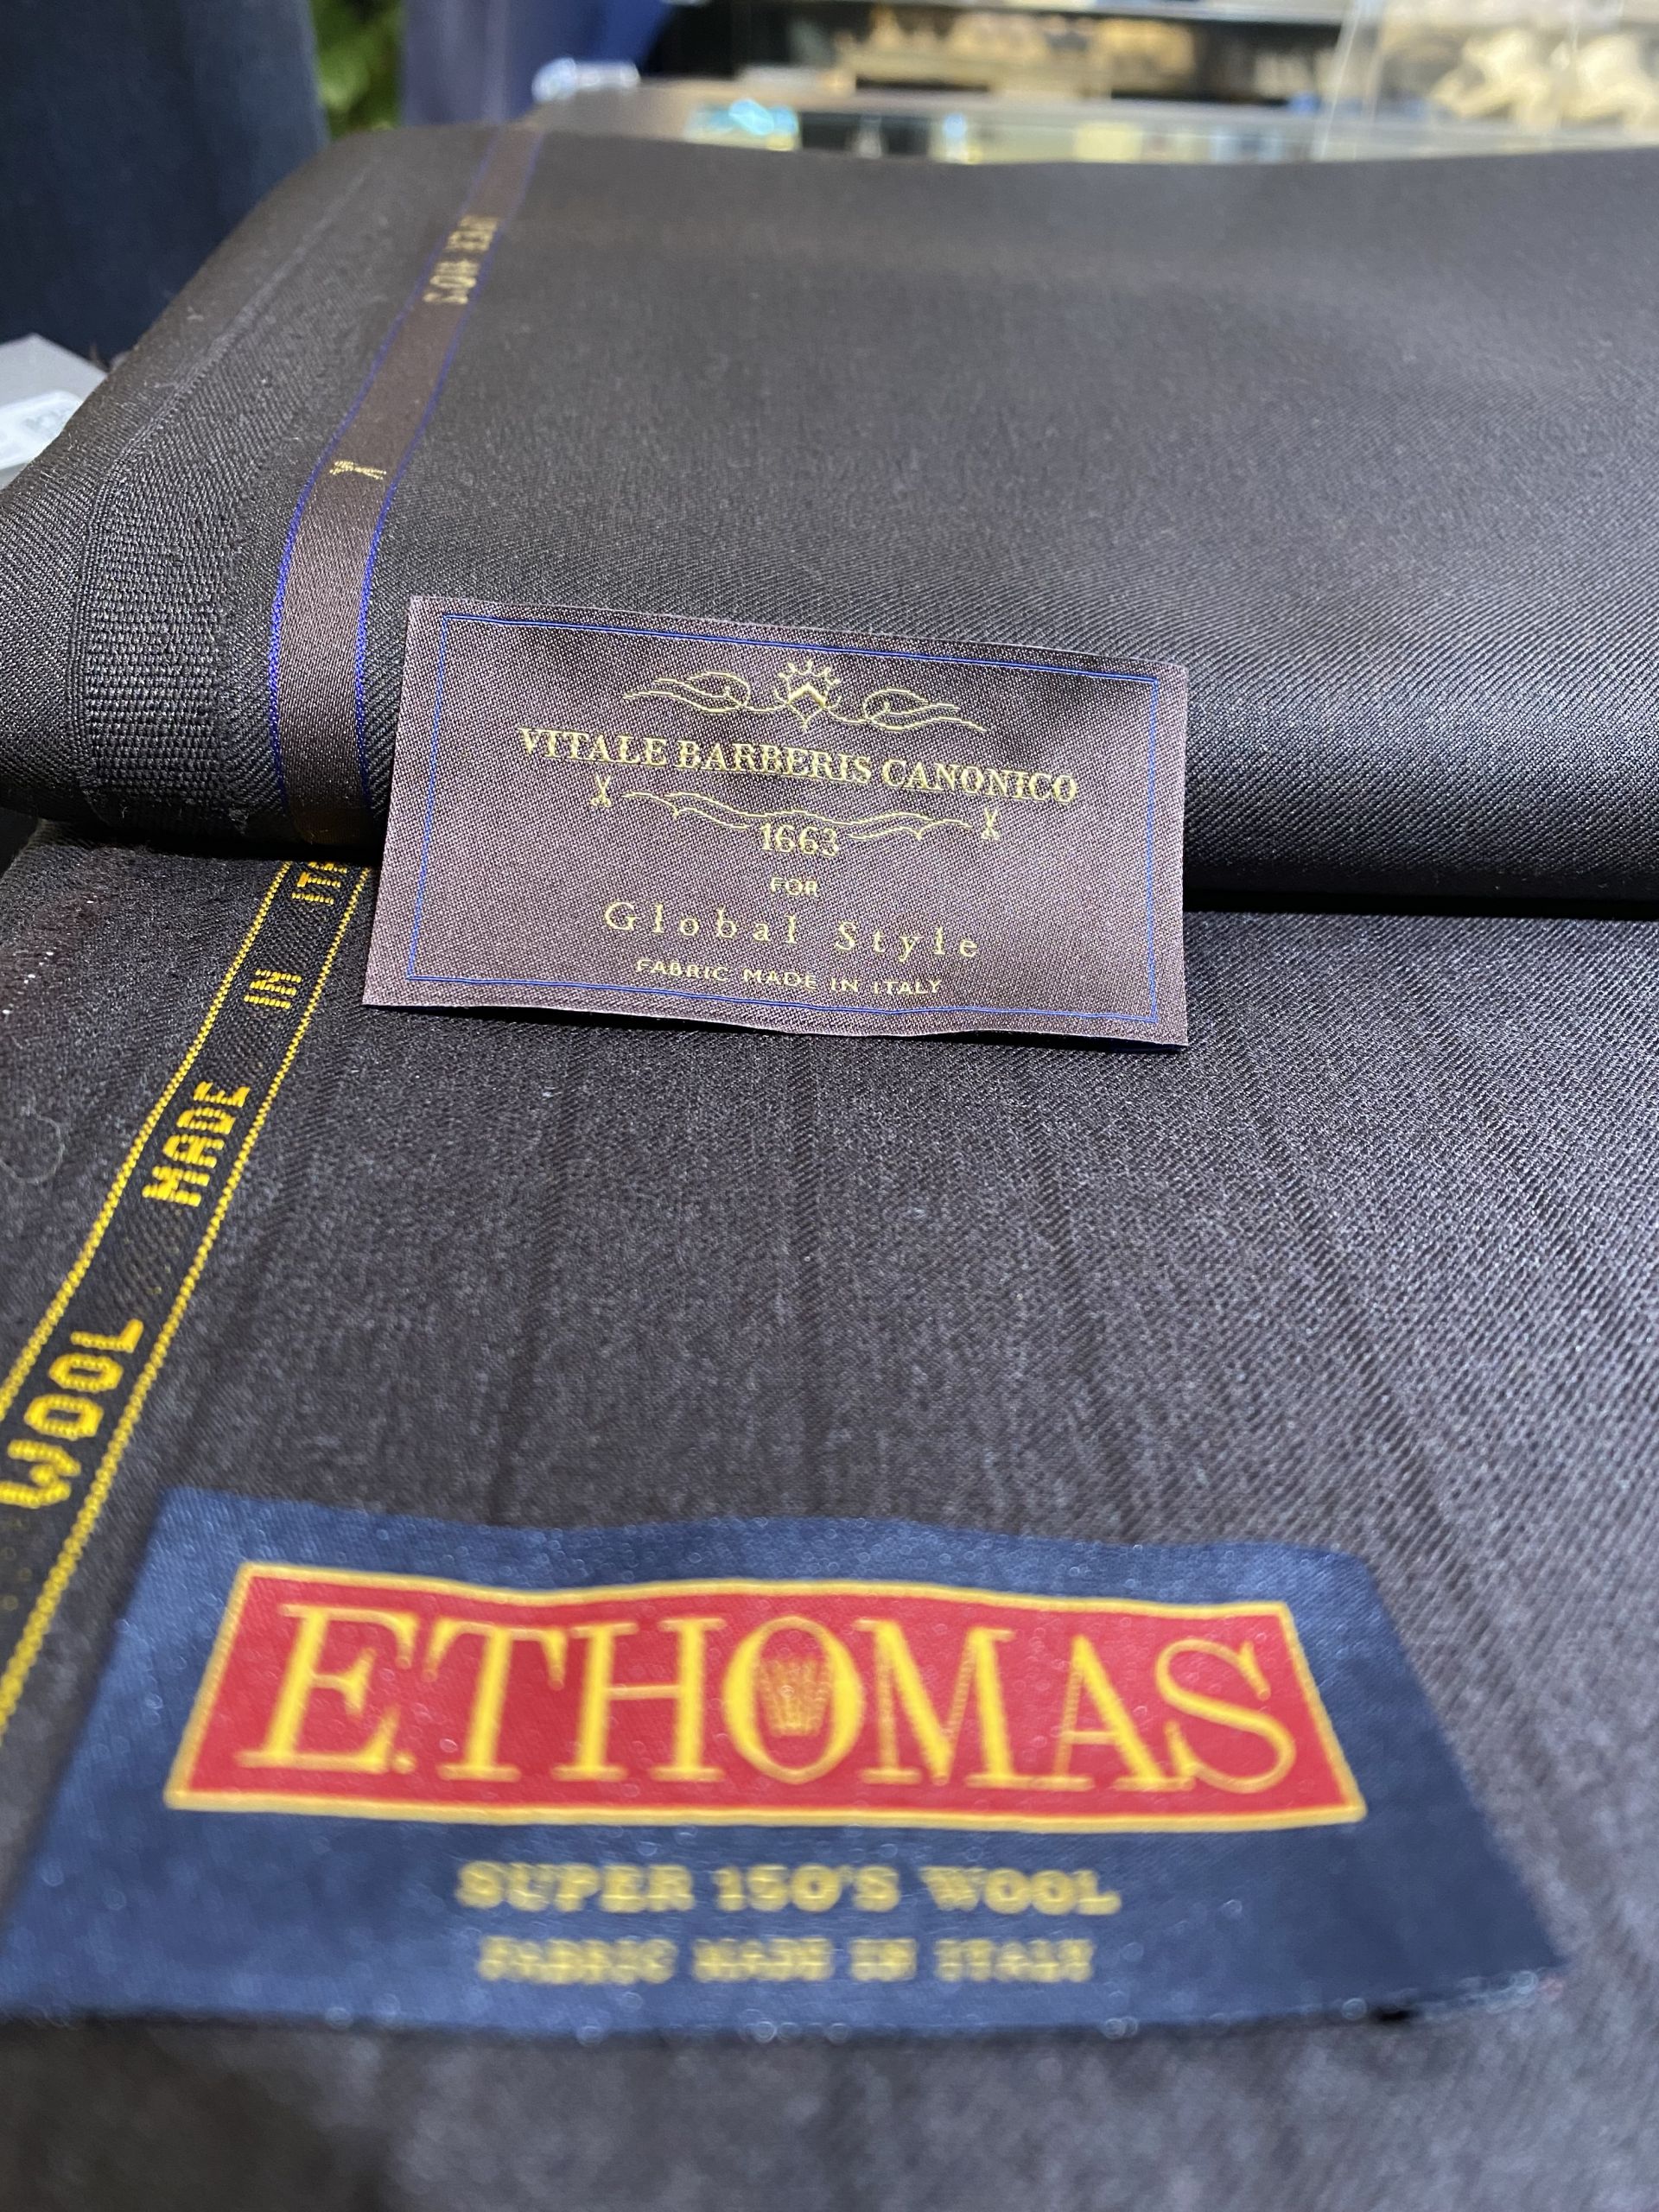 VITALE BARBERIS CANONICO
1663
FOR
Global Style
FABRIC MADE IN ITALY
WOOL MADE IN
E.THOMAS
SUPER 150'S WOOL
FABRIC MADE IN ITALY